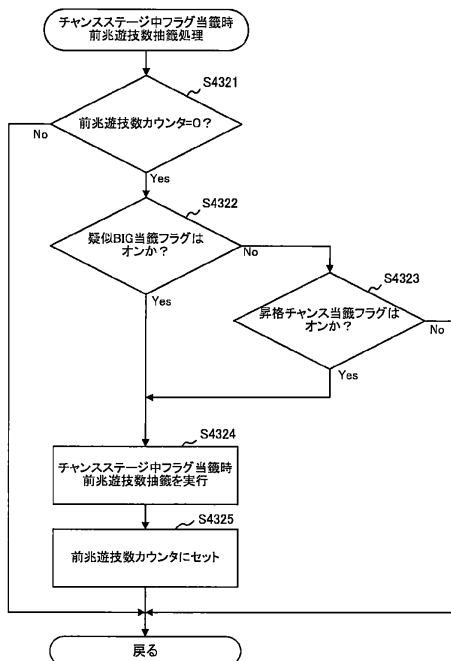 チャンスステージ中フラグ当籤時
前兆遊技数抽籤処理
S4321
前兆遊技数カウンタ=0?
No
Yes
S4322
疑似BIG当籤フラグは
オンか?
No
S4323
Yes
昇格チャンス当籤フラグは
オンか?
No
Yes
S4324
チャンスステージ中フラグ当籤時
前兆遊技数抽籤を実行
S4325
前兆遊技数カウンタにセット
戻る